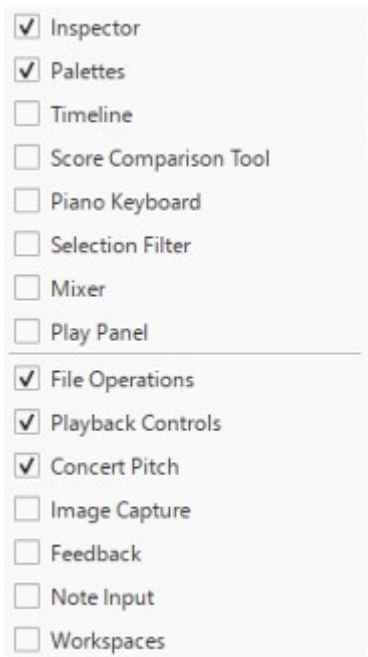 Inspector
Palettes
Timeline
Score Comparison Tool
Piano Keyboard
Selection Filter
Mixer
Play Panel
File Operations
Playback Controls
Concert Pitch
Image Capture
Feedback
Note Input
Workspaces